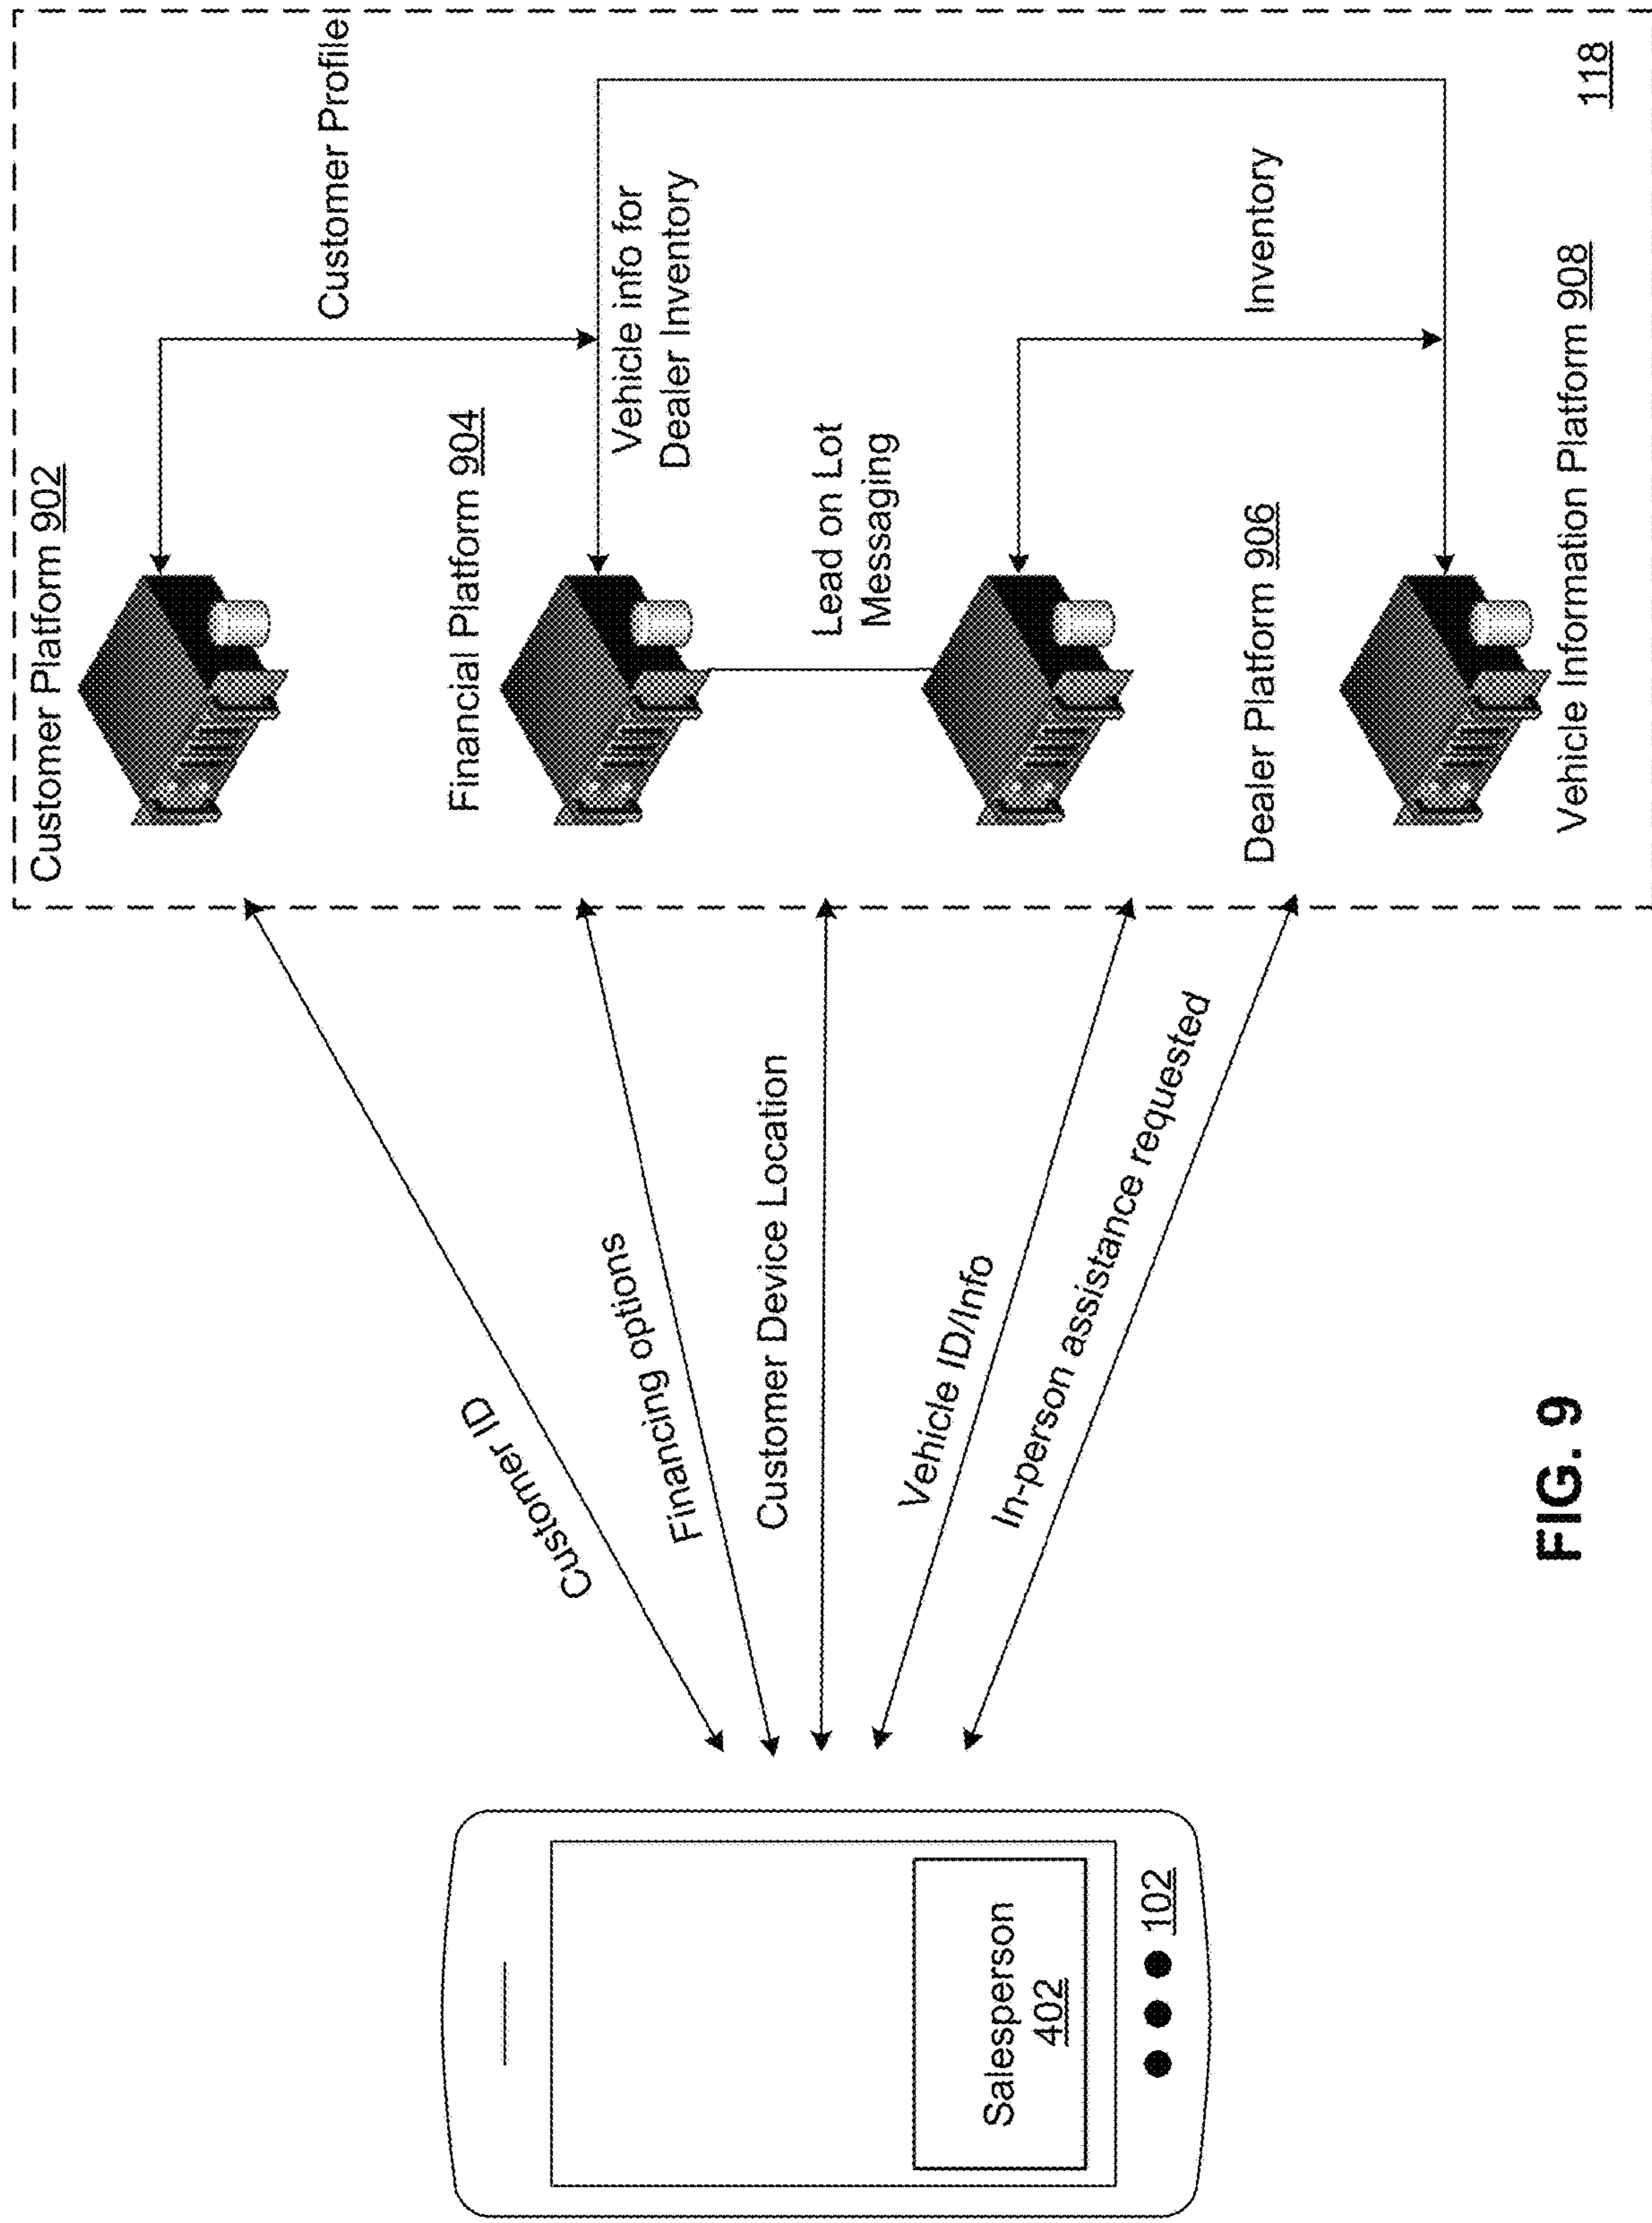 Customer Platform 902
Customer Profile
Financial Platform 904
Vehicle info for
Dealer Inventory
Lead on Lot
Messaging
Dealer Platform 906
Inventory
Vehicle Information Platform 908
118
Customer ID
Financing options
Customer Device Location
Vehicle ID/Info
In-person assistance requested
Salesperson
402
102
FIG. 9